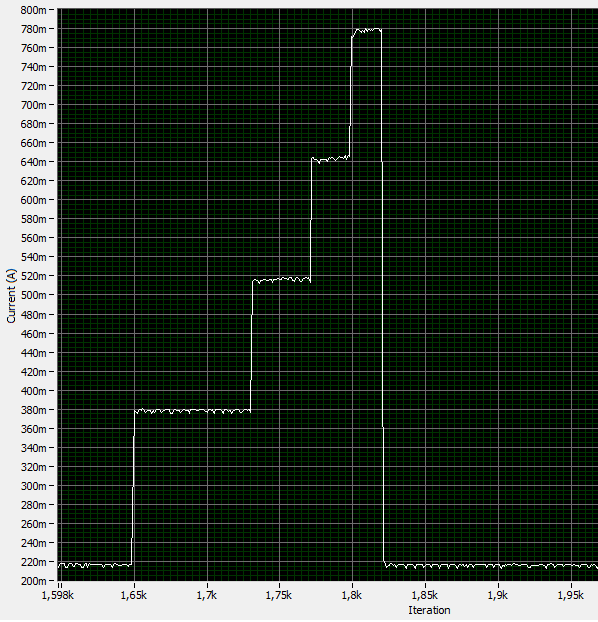 800m
780m
760m
740m
720m
700m
680m
660m
640m
620m
600m
580m
560m
540m
520m
500m
480m
460m
440m
420m
400m
380m
360m
340m
320m
300m
280m
260m
240m
220m
200m
Current (A)
1,598k 1,65k 1,7k 1,75k 1,8k 1,85k 1,9k 1,95k
Iteration